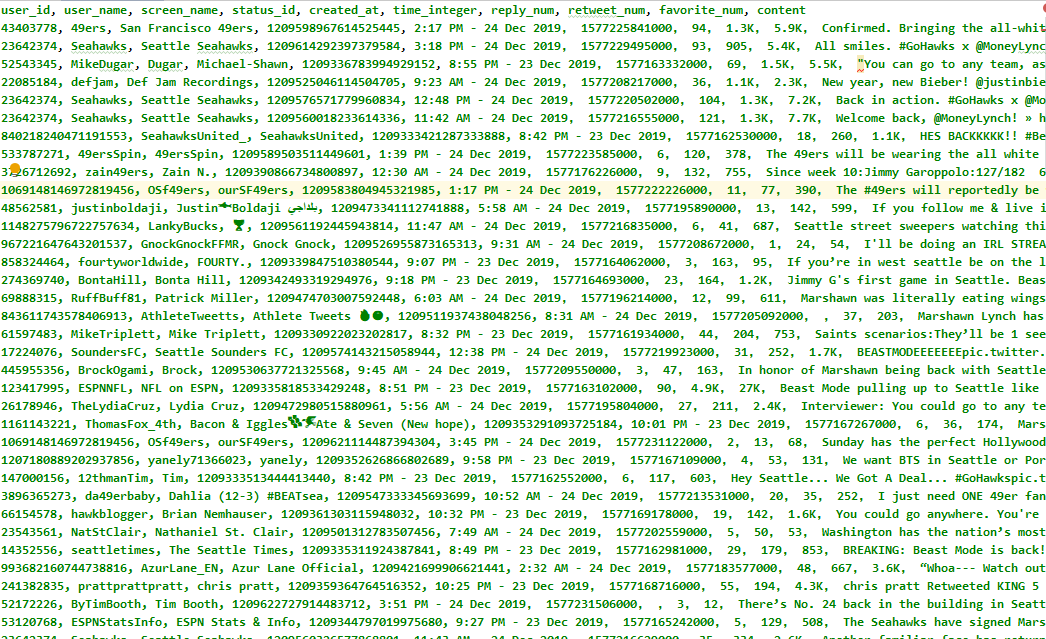 user_id, user_name, screen_name, status_id, created_at, time_integer, reply_num, retweet_num, favorite_num, content
43403778, 49ers, San Francisco 49ers, 1209598967614525445, 2:17 PM - 24 Dec 2019, 1577225841000, 94, 1.3K, 5.9K, Confirmed. Bringing the all-whit
23642374, Seahawks, Seattle Seahawks, 1209614292397379584, 3:18 PM - 24 Dec 2019, 1577229495000, 93, 905, 5.4K, All smiles. #GoHawks x @MoneyLync
52543345, MikeDugar, Dugar, Michael-Shawn, 1209336783994929152, 8:55 PM - 23 Dec 2019, 1577163332000, 69, 1.5K, 5.5K, "You can go to any team, as
22085184, defjam, Def Jam Recordings, 1209525046114504705, 9:23 AM - 24 Dec 2019, 1577208217000, 36, 1.1K, 2.3K, New year, new Bieber! @justinbie
23642374, Seahawks, Seattle Seahawks, 1209576571779960834, 12:48 PM - 24 Dec 2019, 1577220502000, 104, 1.3K, 7.2K, Back in action. #GoHawks x @Mo
23642374, Seahawks, Seattle Seahawks, 1209560018233614336, 11:42 AM - 24 Dec 2019, 1577216555000, 121, 1.3K, 7.7K, Welcome back, @MoneyLynch! » h
840218240471191553, SeahawksUnited_, SeahawksUnited, 1209333421287333888, 8:42 PM - 23 Dec 2019, 1577162530000, 18, 260, 1.1K, HES BACKKKKK!! #Be
533787271, 49ersSpin, 49ersSpin, 1209589503511449601, 1:39 PM - 24 Dec 2019, 1577223585000, 6, 120, 378, The 49ers will be wearing the all white
zain49ers, Zain N., 1209390866734800897, 12:30 AM - 24 Dec 2019, 1577176226000, 9, 132, 755, Since week 10:Jimmy Garoppolo:127/182 6
1069148146972819456, OSf49ers, ourSF49ers, 1209583804945321985, 1:17 PM - 24 Dec 2019, 1577222226000, 11, 77, 390, The #49ers will reportedly be
48562581, justinboldaji, Justin Boldaji بلداجي, 1209473341112741888, 5:58 AM - 24 Dec 2019, 1577195890000, 13, 142, 599, If you follow me & live i
1148275796722757634, LankyBucks, 🏆, 1209561192445943814, 11:47 AM - 24 Dec 2019, 1577216835000, 6, 41, 687, Seattle street sweepers watching thi
967221647643201537, GnockGnockFFMR, Gnock Gnock, 1209526955873165313, 9:31 AM - 24 Dec 2019, 1577208672000, 1, 24, 54, I'll be doing an IRL STREA
858324464, fourtyworldwide, FOURTY., 1209339847510380544, 9:07 PM - 23 Dec 2019, 1577164062000, 3, 163, 95, If you're in west seattle be on the l
274369740, BontaHill, Bonta Hill, 1209342493319294976, 9:18 PM - 23 Dec 2019, 1577164693000, 23, 164, 1.2K, Jimmy G's first game in Seattle. Beas
69888315, RuffBuff81, Patrick Miller, 1209474703007592448, 6:03 AM - 24 Dec 2019, 1577196214000, 12, 99, 611, Marshawn was literally eating wings
843611743578406913, AthleteTweetts, Athlete Tweets, 1209511937438048256, 8:31 AM - 24 Dec 2019, 1577205092000, , 37, 203, Marshawn Lynch has
61597483, MikeTriplett, Mike Triplett, 1209330922023202817, 8:32 PM - 23 Dec 2019, 1577161934000, 44, 204, 753, Saints scenarios:They'll be 1 see
17224076, SoundersFC, Seattle Sounders FC, 1209574143215058944, 12:38 PM - 24 Dec 2019, 1577219923000, 31, 252, 1.7K, BEASTMODEEEEEEEpic.twitter.
445955356, BrockOgami, Brock, 1209530637721325568, 9:45 AM - 24 Dec 2019, 1577209550000, 3, 47, 163, In honor of Marshawn being back with Seattle
123417995, ESPNNFL, NFL on ESPN, 1209335818533429248, 8:51 PM - 23 Dec 2019, 1577163102000, 90, 4.9K, 27K, Beast Mode pulling up to Seattle like
26178946, TheLydiaCruz, Lydia Cruz, 1209472980515880961, 5:56 AM - 24 Dec 2019, 1577195804000, 27, 211, 2.4K, Interviewer: You could go to any te
1161143221, ThomasFox_4th, Bacon & Iggles Ate & Seven (New hope), 1209353291093725184, 10:01 PM - 23 Dec 2019, 1577167267000, 6, 36, 174, Mars
1069148146972819456, OSf49ers, ourSF49ers, 1209621114487394304, 3:45 PM - 24 Dec 2019, 1577231122000, 2, 13, 68, Sunday has the perfect Hollywood
1207180889202937856, yanely71366023, yanely, 1209352626866802689, 9:58 PM - 23 Dec 2019, 1577167109000, 4, 53, 131, We want BTS in Seattle or Por
147000156, 12thmanTim, Tim, 1209333513444413440, 8:42 PM - 23 Dec 2019, 1577162552000, 6, 117, 603, Hey Seattle... We Got A Deal... #GoHawkspic.t
3896365273, da49erbaby, Dahlia (12-3) #BEATsea, 1209547333345693699, 10:52 AM - 24 Dec 2019, 1577213531000, 20, 35, 252, I just need ONE 49er fan
66154578, hawkblogger, Brian Nemhauser, 1209361303115948032, 10:32 PM - 23 Dec 2019, 1577169178000, 19, 142, 1.6K, You could go anywhere. You're
23543561, NatStClair, Nathaniel St. Clair, 1209501312783507456, 7:49 AM - 24 Dec 2019, 1577202559000, 5, 50, 53, Washington has the nation's most
14352556, seattletimes, The Seattle Times, 1209335311924387841, 8:49 PM - 23 Dec 2019, 1577162981000, 29, 179, 853, BREAKING: Beast Mode is back!
993682160744738816, AzurLane_EN, Azur Lane Official, 1209421699906621441, 2:32 AM - 24 Dec 2019, 1577183577000, 48, 667, 3.6K, "Whoa--- Watch out
241382835, prattprattpratt, chris pratt, 1209359364764516352, 10:25 PM - 23 Dec 2019, 1577168716000, 55, 194, 4.3K, chris pratt Retweeted KING 5
52172226, ByTimBooth, Tim Booth, 1209622727914483712, 3:51 PM - 24 Dec 2019, 1577231506000, , 3, 12, There's No. 24 back in the building in Seatt
53120768, ESPNStatsInfo, ESPN Stats & Info, 1209344797019975680, 9:27 PM - 23 Dec 2019, 1577165242000, 5, 129, 508, The Seahawks have signed Mars